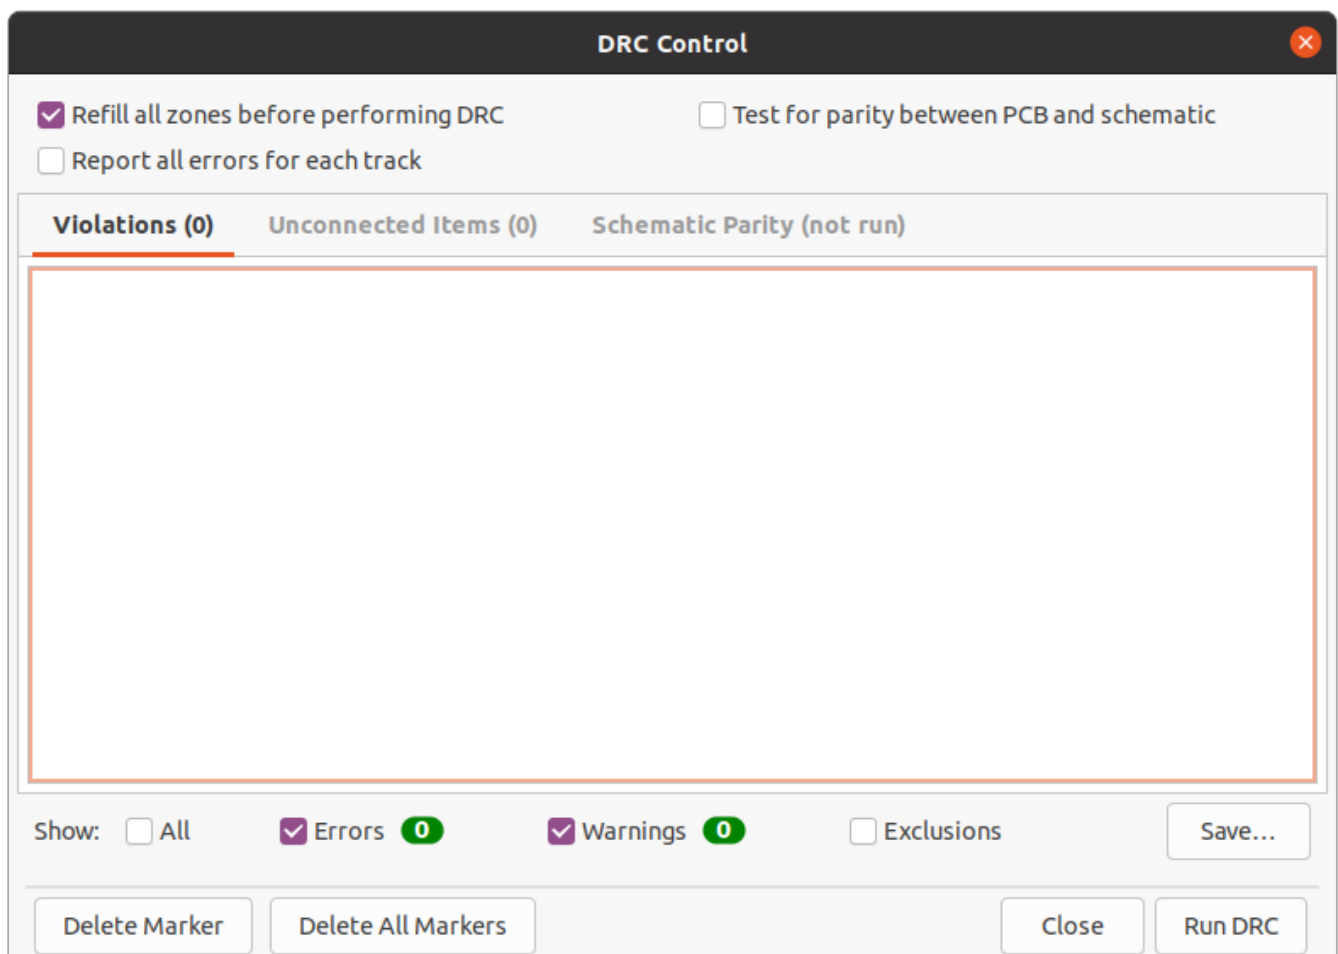 DRC Control
Refill all zones before performing DRC
Test for parity between PCB and schematic
Report all errors for each track
Violations (0) Unconnected Items (0) Schematic Parity (not run)
Show: All Errors 0 Warnings 0 Exclusions Save...
Delete Marker Delete All Markers Close Run DRC